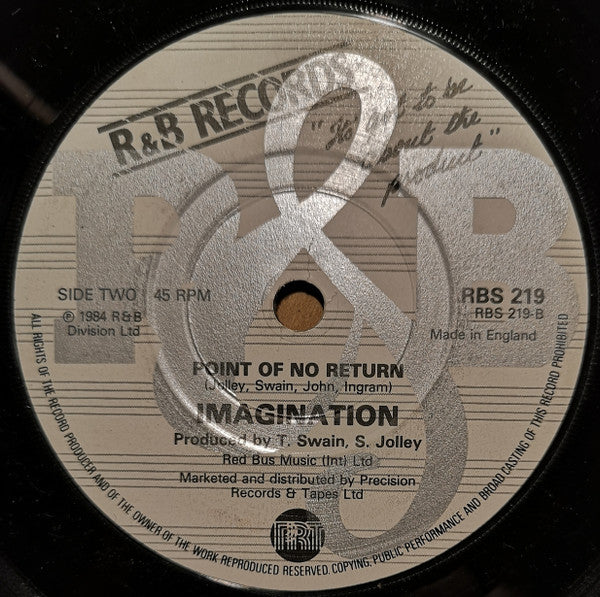 R&B RECORDS
"It's got to be
about the
product"
R&B
SIDE TWO 45 RPM
℗ 1984 R & B
Division Ltd
RBS 219
RBS 219-B
Made in England
POINT OF NO RETURN
(Jolley, Swain, John, Ingram)
IMAGINATION
Produced by T. Swain, S. Jolley
Red Bus Music (Int) Ltd
Marketed and distributed by Precision
Records & Tapes Ltd
PRT
ALL RIGHTS OF THE RECORD PRODUCER AND OF THE OWNER OF THE WORK REPRODUCED RESERVED. COPYING, PUBLIC PERFORMANCE AND BROADCASTING OF THIS RECORD PROHIBITED